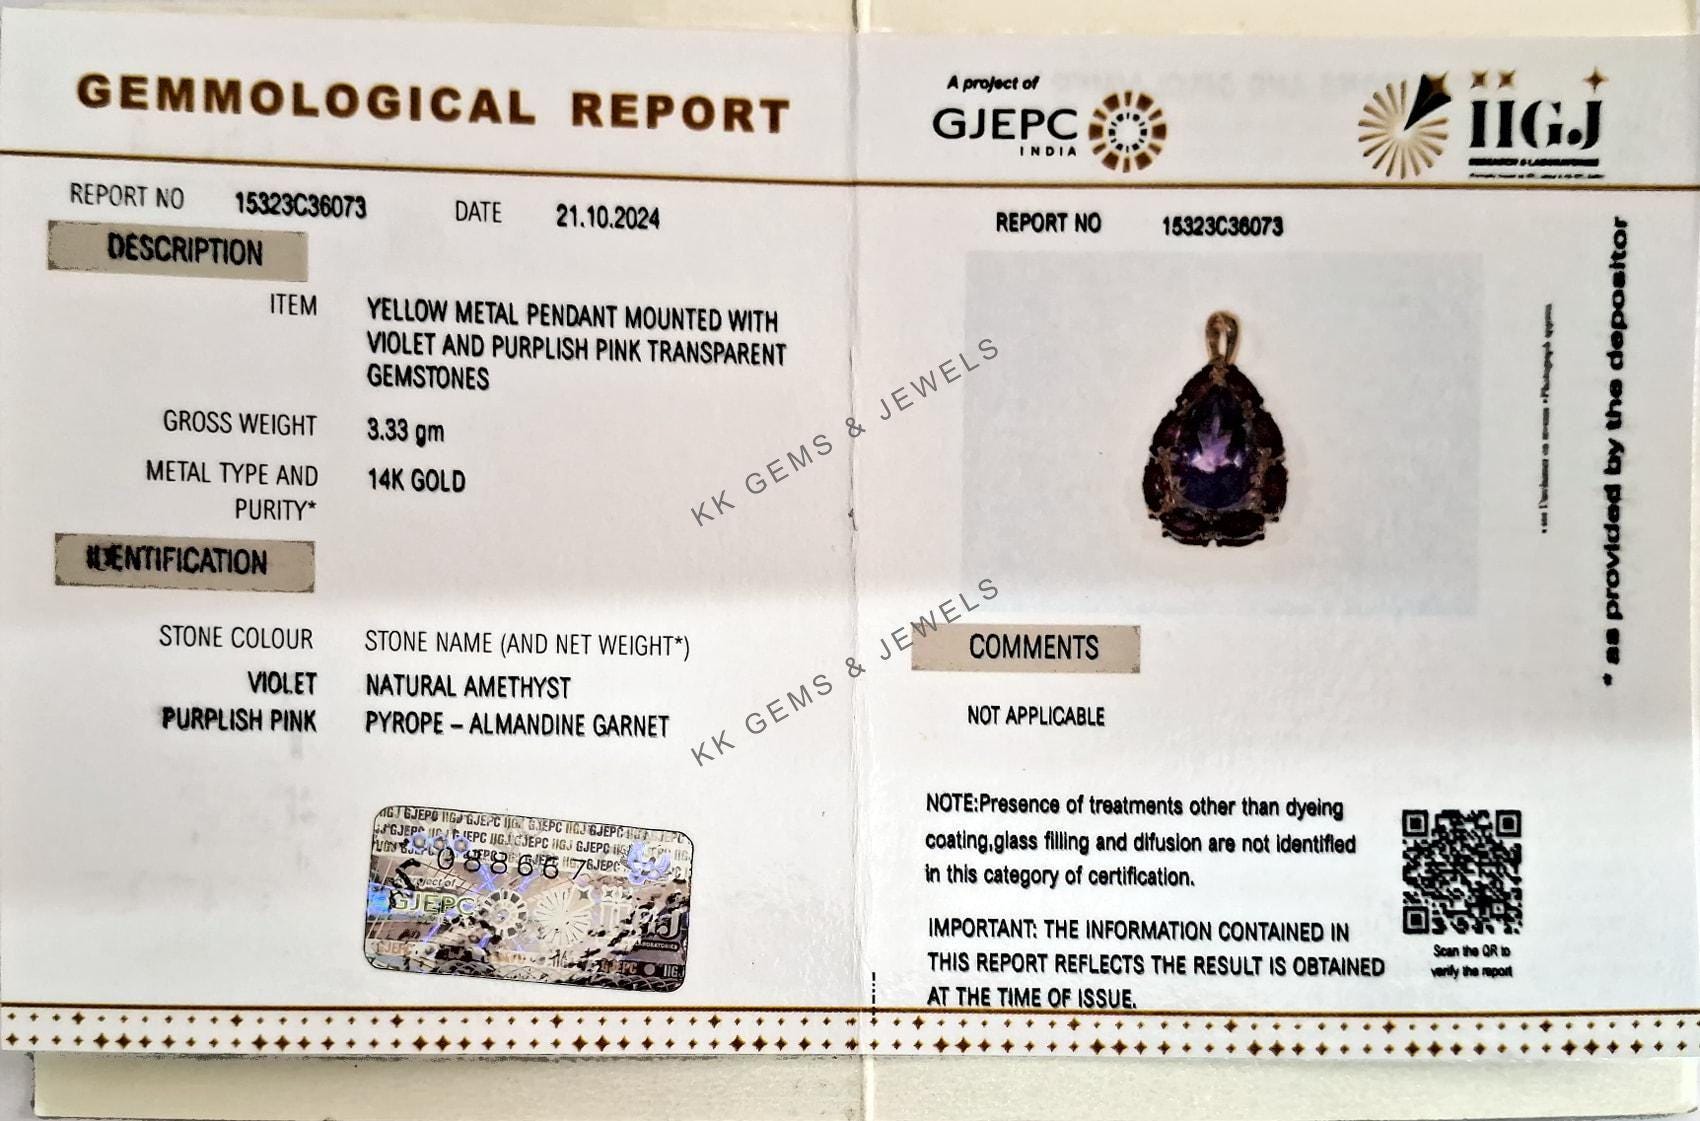 GEMMOLOGICAL REPORT
REPORT NO 15323C36073 DATE 21.10.2024
DESCRIPTION
ITEM YELLOW METAL PENDANT MOUNTED WITH
VIOLET AND PURPLISH PINK TRANSPARENT
GEMSTONES
GROSS WEIGHT 3.33 gm
METAL TYPE AND 14K GOLD
PURITY*
IDENTIFICATION
STONE COLOUR STONE NAME (AND NET WEIGHT*)
VIOLET NATURAL AMETHYST
PURPLISH PINK PYROPE – ALMANDINE GARNET
088667
GJEPC
IIGJ
KK GEMS & JEWELS
KK GEMS & JEWELS
A project of
GJEPC
INDIA
IIGJ
RESEARCH & LABORATORIES
REPORT NO 15323C36073
* as provided by the depositor
COMMENTS
NOT APPLICABLE
NOTE:Presence of treatments other than dyeing
coating,glass filling and difusion are not identified
in this category of certification.
IMPORTANT: THE INFORMATION CONTAINED IN
THIS REPORT REFLECTS THE RESULT IS OBTAINED
AT THE TIME OF ISSUE.
Scan the QR to
verify the report